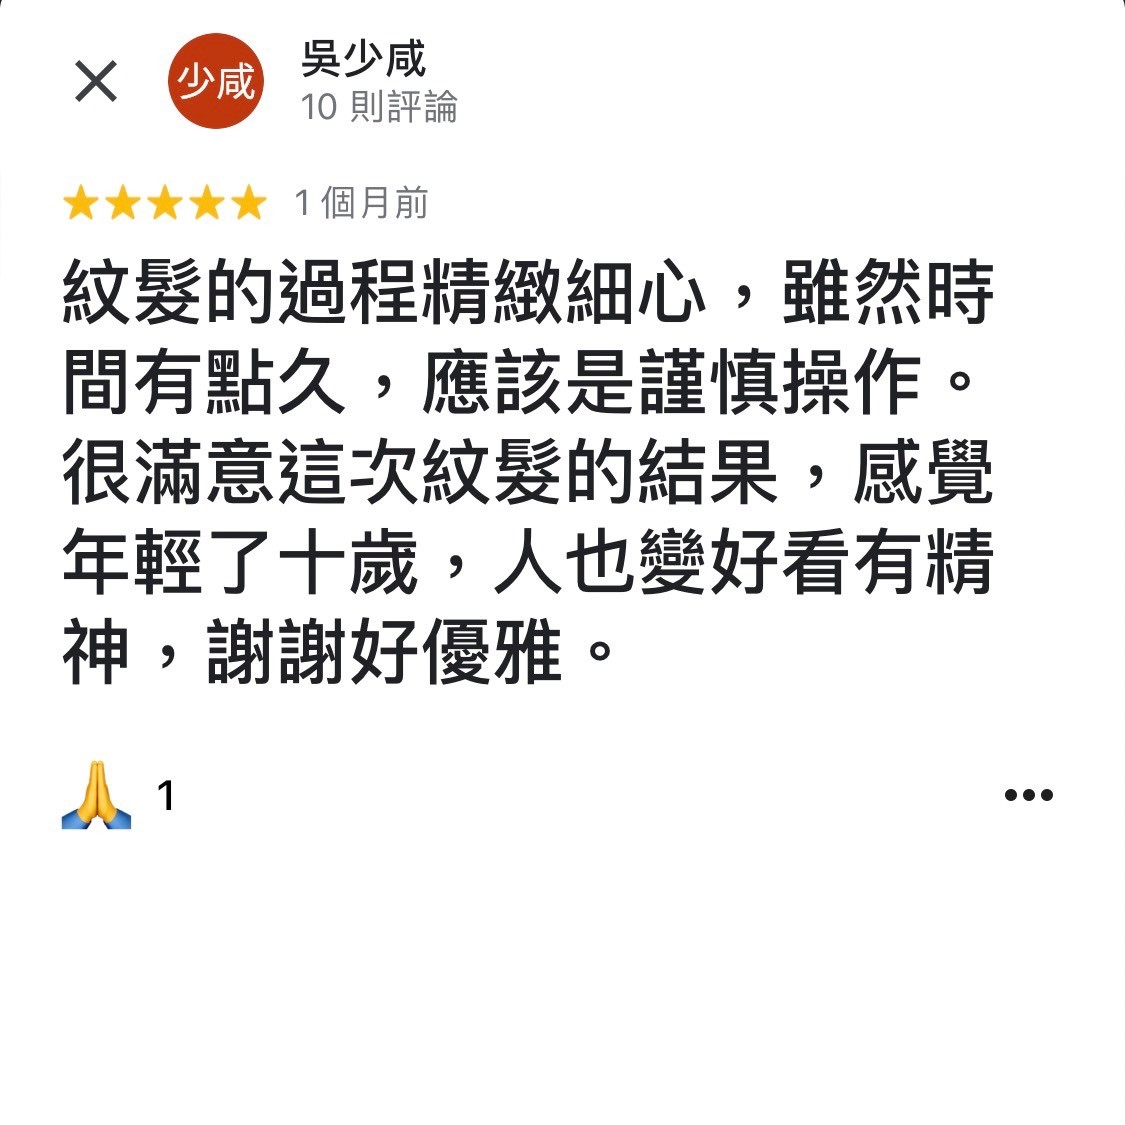 少咸
吳少咸
10 則評論
1 個月前
紋髮的過程精緻細心，雖然時
間有點久，應該是謹慎操作。
很滿意這次紋髮的結果，感覺
年輕了十歲，人也變好看有精
神，謝謝好優雅。
1